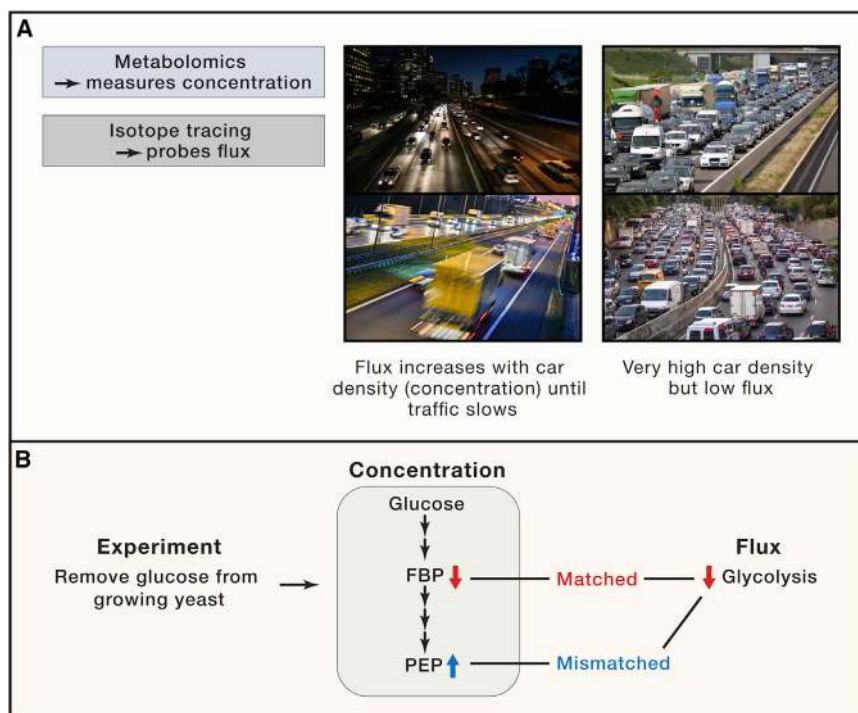 A
Metabolomics
→ measures concentration
Isotope tracing
→ probes flux
Flux increases with car
density (concentration) until
traffic slows
Very high car density
but low flux
B
Concentration
Experiment
Remove glucose from
growing yeast
Glucose
FBP
PEP
Matched
Mismatched
Flux
Glycolysis